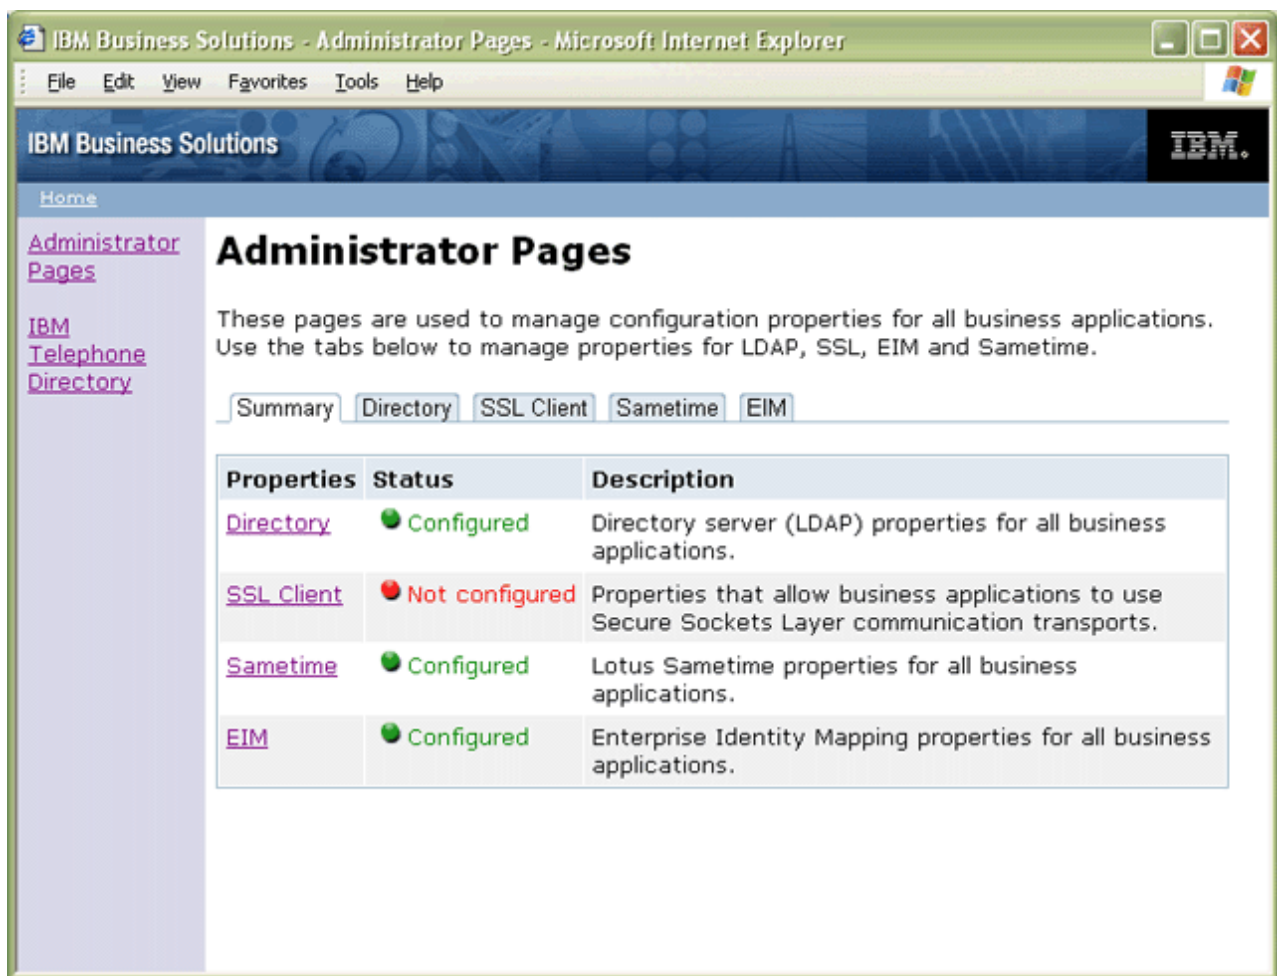 IBM Business Solutions - Administrator Pages - Microsoft Internet Explorer
File Edit View Favorites Tools Help
IBM Business Solutions
IBM.
Home
Administrator
Pages
IBM
Telephone
Directory
Administrator Pages
These pages are used to manage configuration properties for all business applications.
Use the tabs below to manage properties for LDAP, SSL, EIM and Sametime.
Summary Directory SSL Client Sametime EIM
Properties Status Description
Directory Configured Directory server (LDAP) properties for all business
applications.
SSL Client Not configured Properties that allow business applications to use
Secure Sockets Layer communication transports.
Sametime Configured Lotus Sametime properties for all business
applications.
EIM Configured Enterprise Identity Mapping properties for all business
applications.